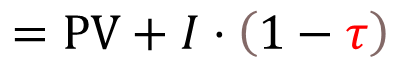 = PV + I · (1 − τ)